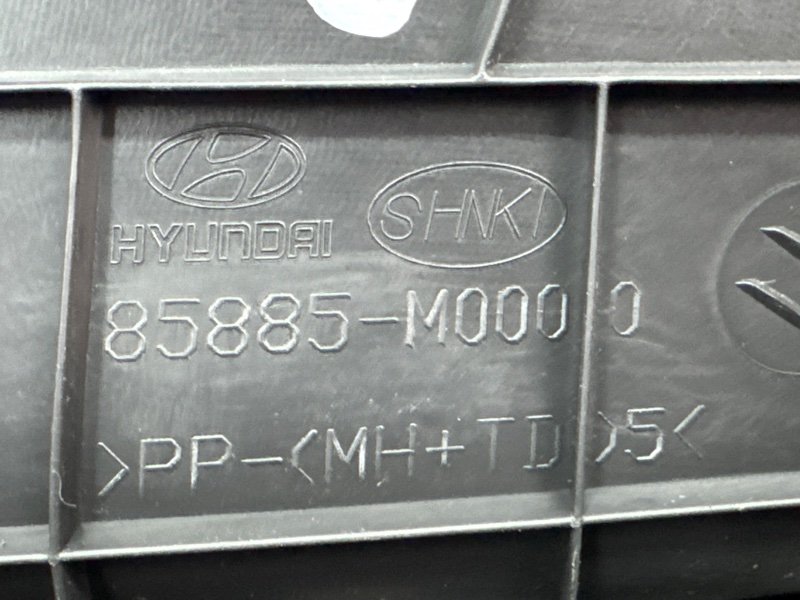 HYUNDAI
SHNKI
85885-M0000
>PP-<MH+TD>5<